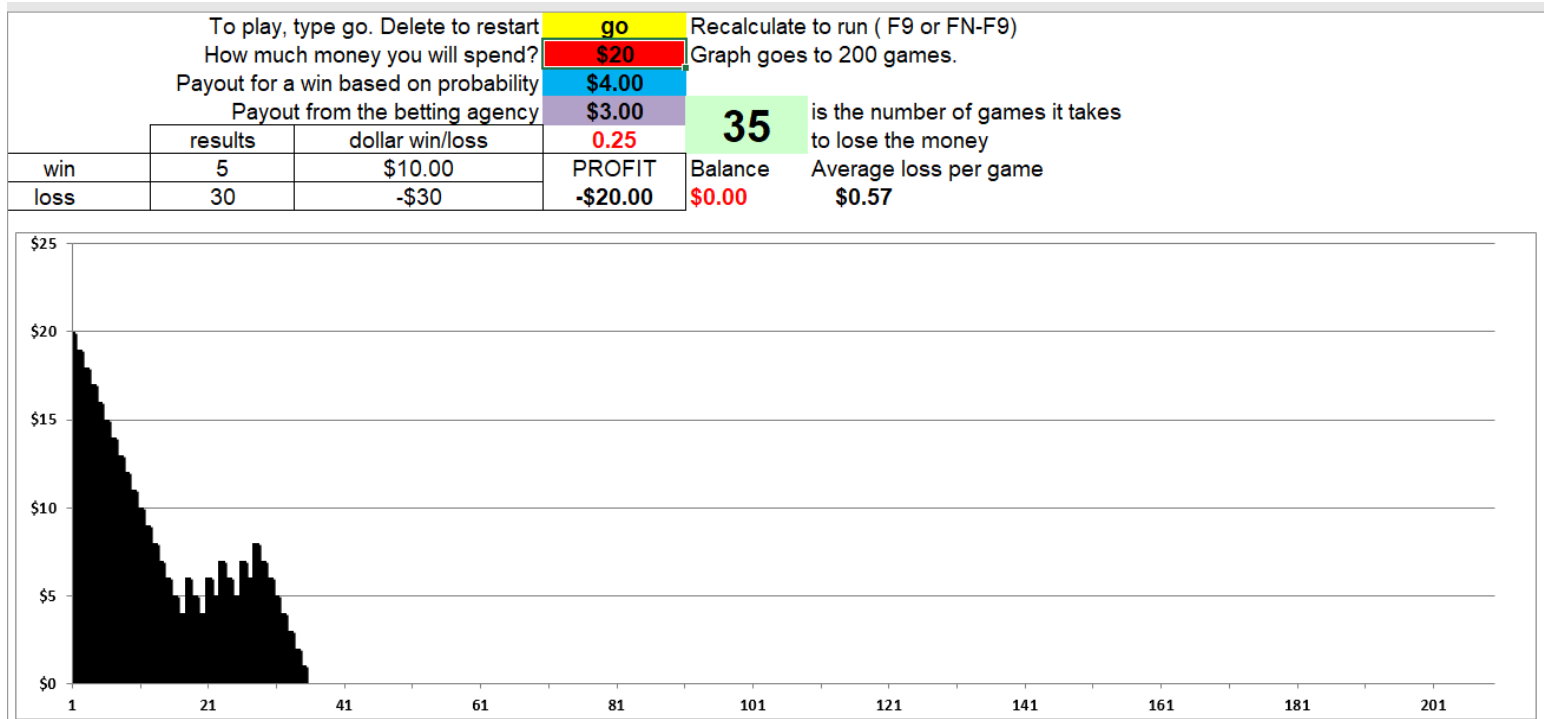 To play, type go. Delete to restart go Recalculate to run ( F9 or FN-F9)
How much money you will spend? $20 Graph goes to 200 games.
Payout for a win based on probability $4.00
Payout from the betting agency $3.00 35 is the number of games it takes
results dollar win/loss 0.25 to lose the money
win 5 $10.00 PROFIT Balance Average loss per game
loss 30 -$30 -$20.00 $0.00 $0.57
$25
$20
$15
$10
$5
$0
1 21 41 61 81 101 121 141 161 181 201